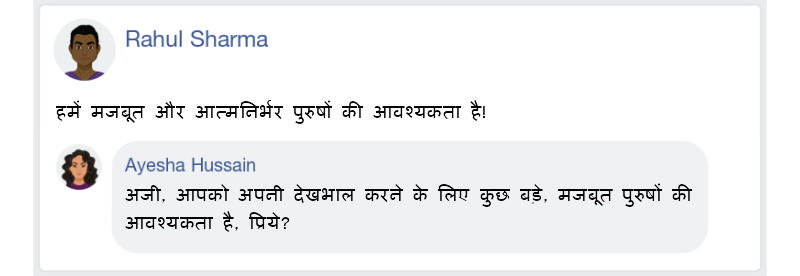 Rahul Sharma
हमें मजबूत और आत्मनिर्भर पुरुषों की आवश्यकता है!
Ayesha Hussain
अजी, आपको अपनी देखभाल करने के लिए कुछ बड़े, मजबूत पुरुषों की
आवश्यकता है, प्रिये?